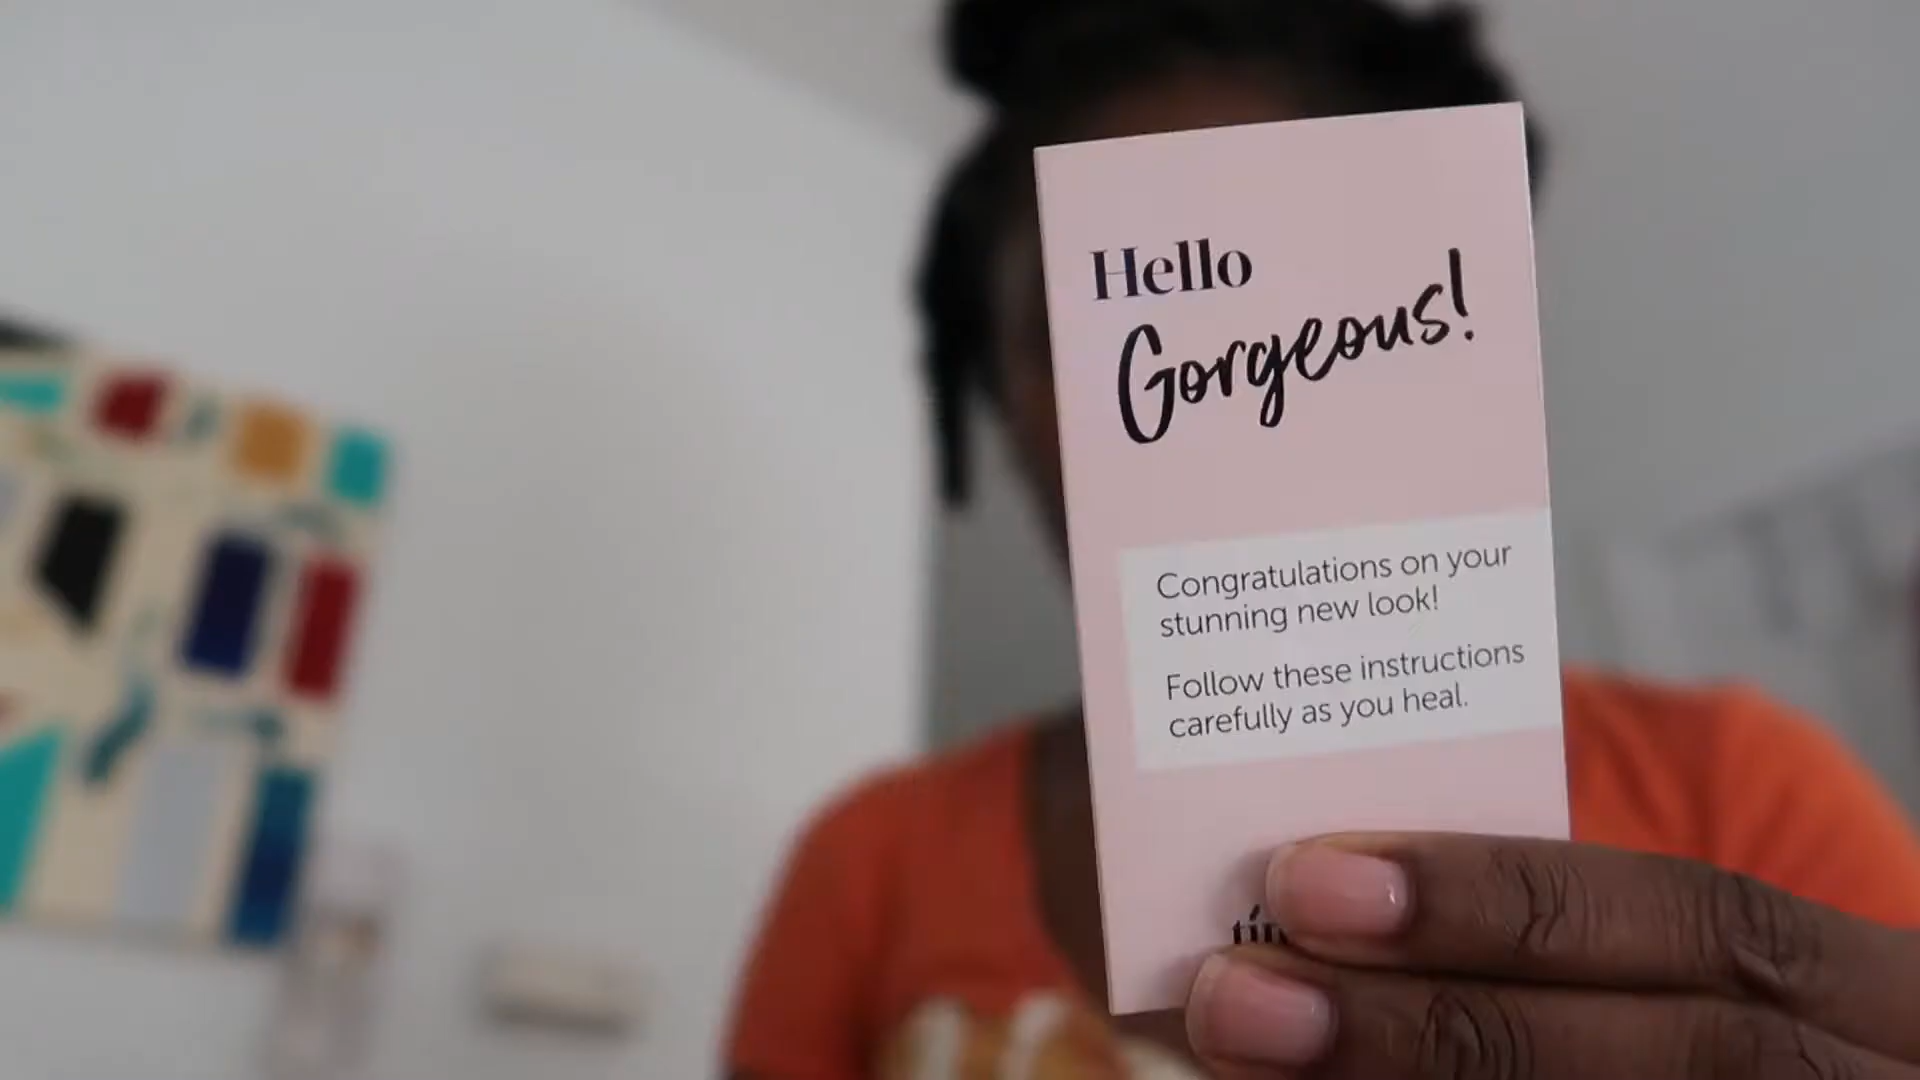 Hello
Gorgeous!
Congratulations on your
stunning new look!
Follow these instructions
carefully as you heal.